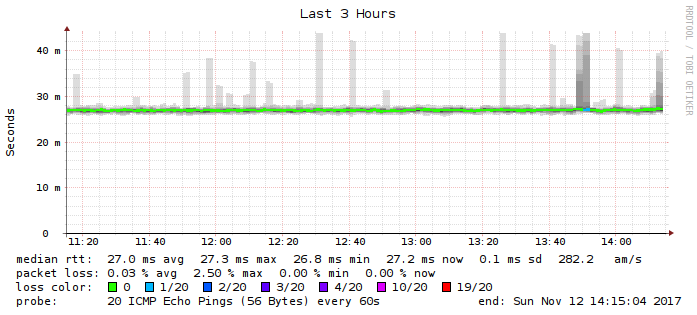 Last 3 Hours
RRDTOOL / TOBI OETIKER
Seconds
40 m
30 m
20 m
10 m
0
11:20 11:40 12:00 12:20 12:40 13:00 13:20 13:40 14:00
median rtt: 27.0 ms avg 27.3 ms max 26.8 ms min 27.2 ms now 0.1 ms sd 282.2 am/s
packet loss: 0.03 % avg 2.50 % max 0.00 % min 0.00 % now
loss color: 0 1/20 2/20 3/20 4/20 10/20 19/20
probe: 20 ICMP Echo Pings (56 Bytes) every 60s end: Sun Nov 12 14:15:04 2017